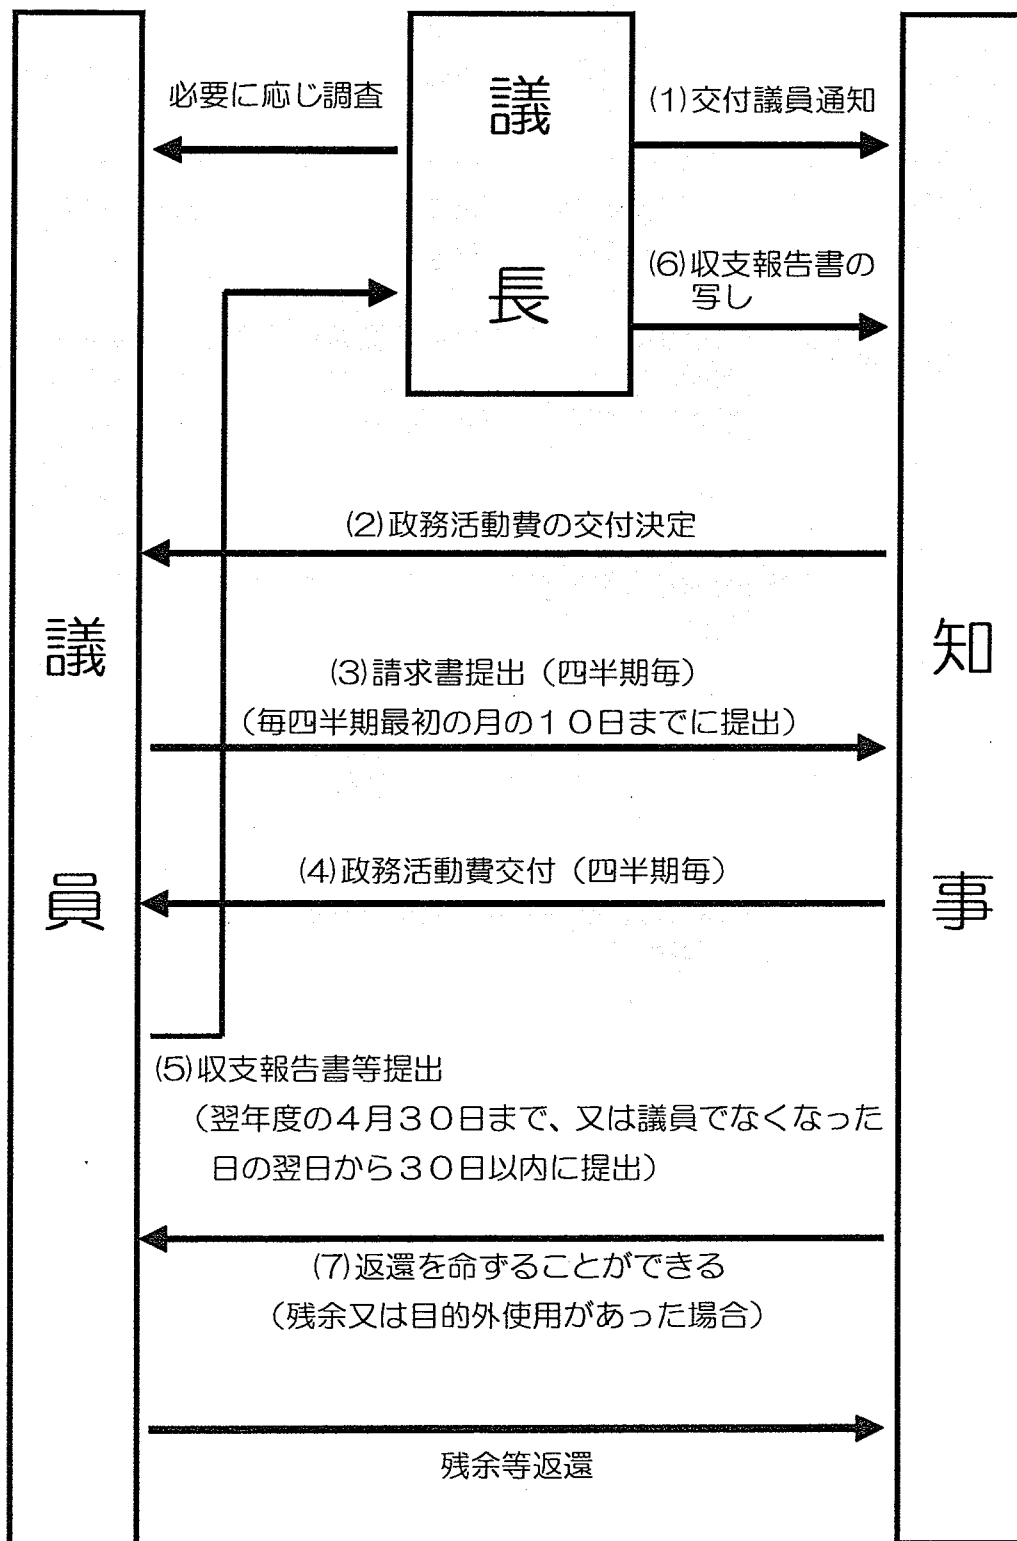 議長
必要に応じ調査
(1)交付議員通知
(6)収支報告書の
写し
(2)政務活動費の交付決定
議員
知事
(3)請求書提出（四半期毎）
（毎四半期最初の月の１０日までに提出）
(4)政務活動費交付（四半期毎）
(5)収支報告書等提出
（翌年度の４月３０日まで、又は議員でなくなった
日の翌日から３０日以内に提出）
(7)返還を命ずることができる
（残余又は目的外使用があった場合）
残余等返還